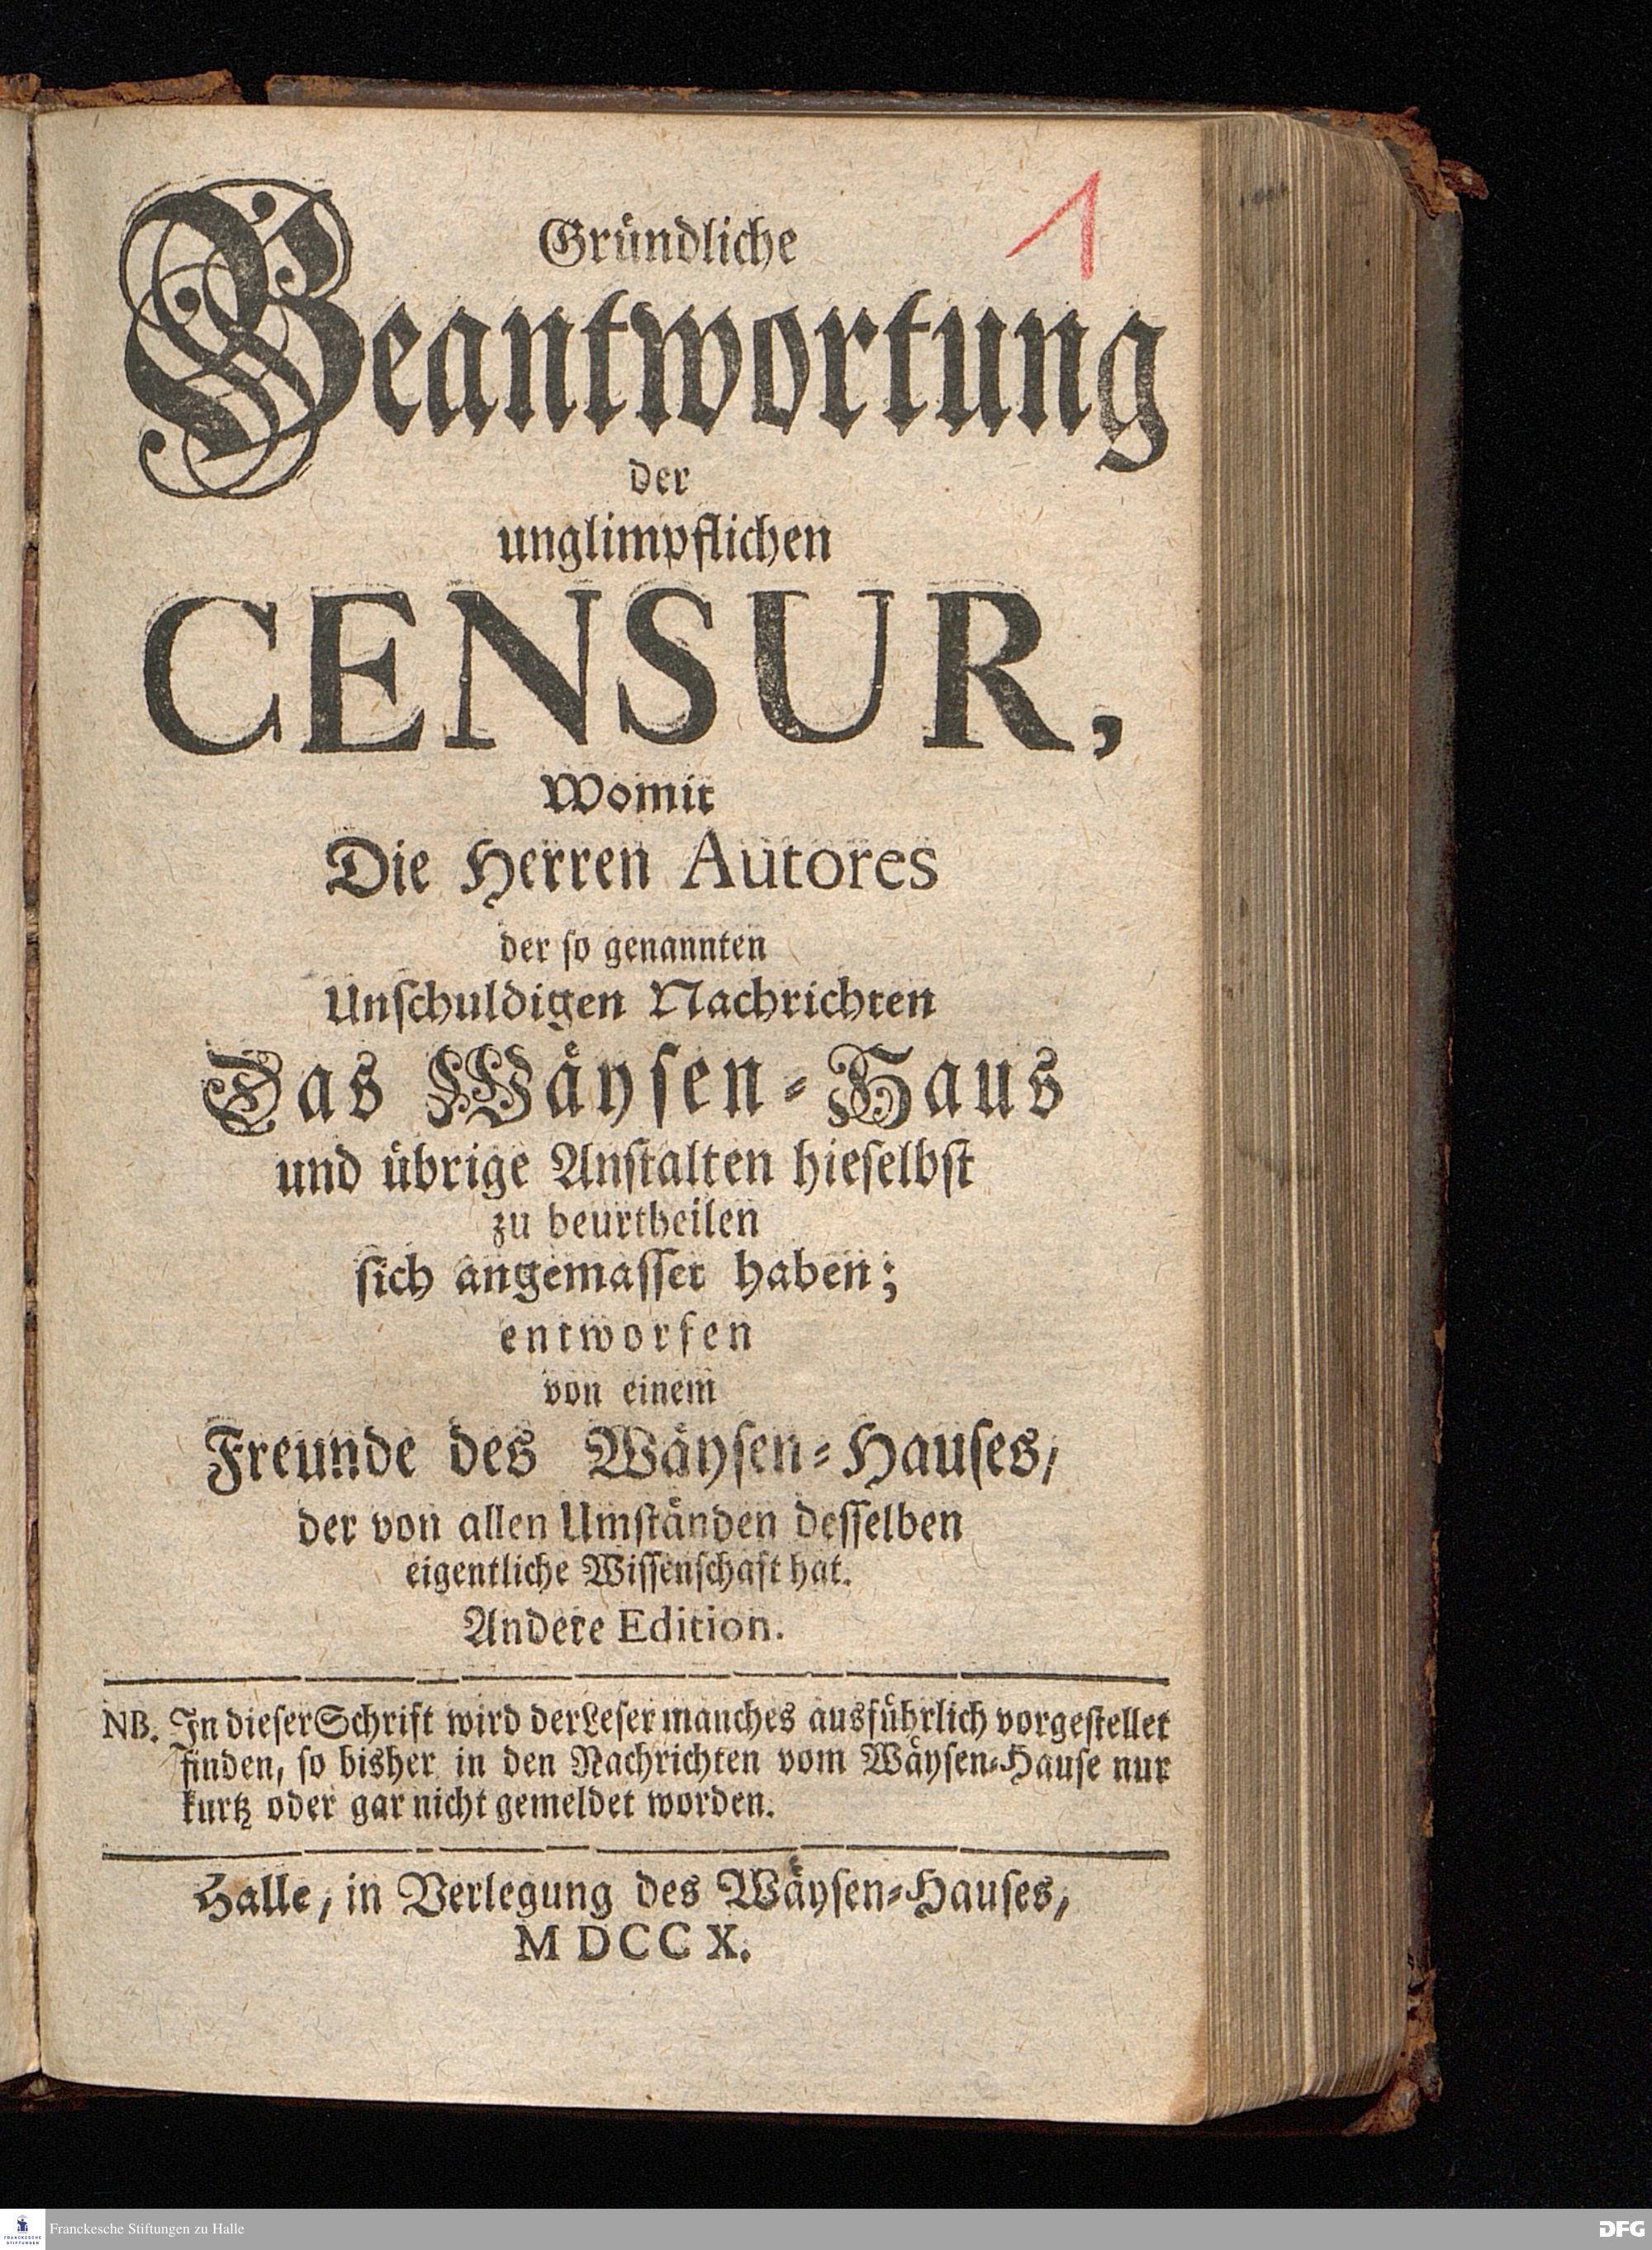 1
Gründliche
Beantwortung
der
unglimpflichen
CENSUR,
Womit
Die Herren Autores
der so genannten
Unschuldigen Nachrichten
Das Wäysen-Haus
und übrige Anstalten hieselbst
zu beurtheilen
sich angemasset haben;
entworfen
von einem
Freunde des Wäysen-Hauses,
der von allen Umständen desselben
eigentliche Wissenschaft hat.
Andere Edition.
NB. In dieser Schrift wird der Leser manches ausführlich vorgestellet
finden, so bisher in den Nachrichten vom Wäysen-Hause nur
kurtz oder gar nicht gemeldet worden.
Halle, in Verlegung des Wäysen-Hauses,
MDCCX.
FRANCKESCHE
STIFTUNGEN
Franckesche Stiftungen zu Halle
DFG